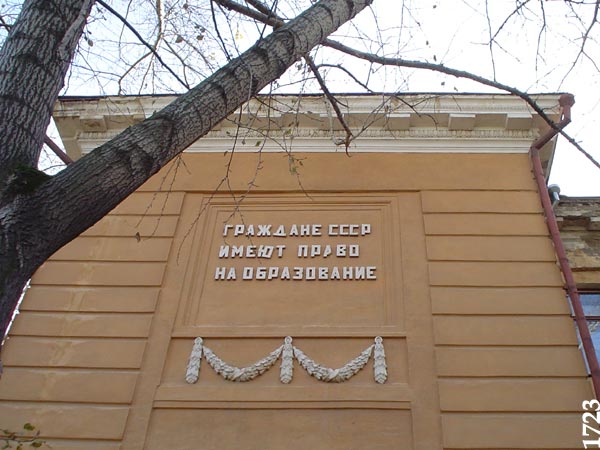 ГРАЖДАНЕ СССР
ИМЕЮТ ПРАВО
НА ОБРАЗОВАНИЕ
1723